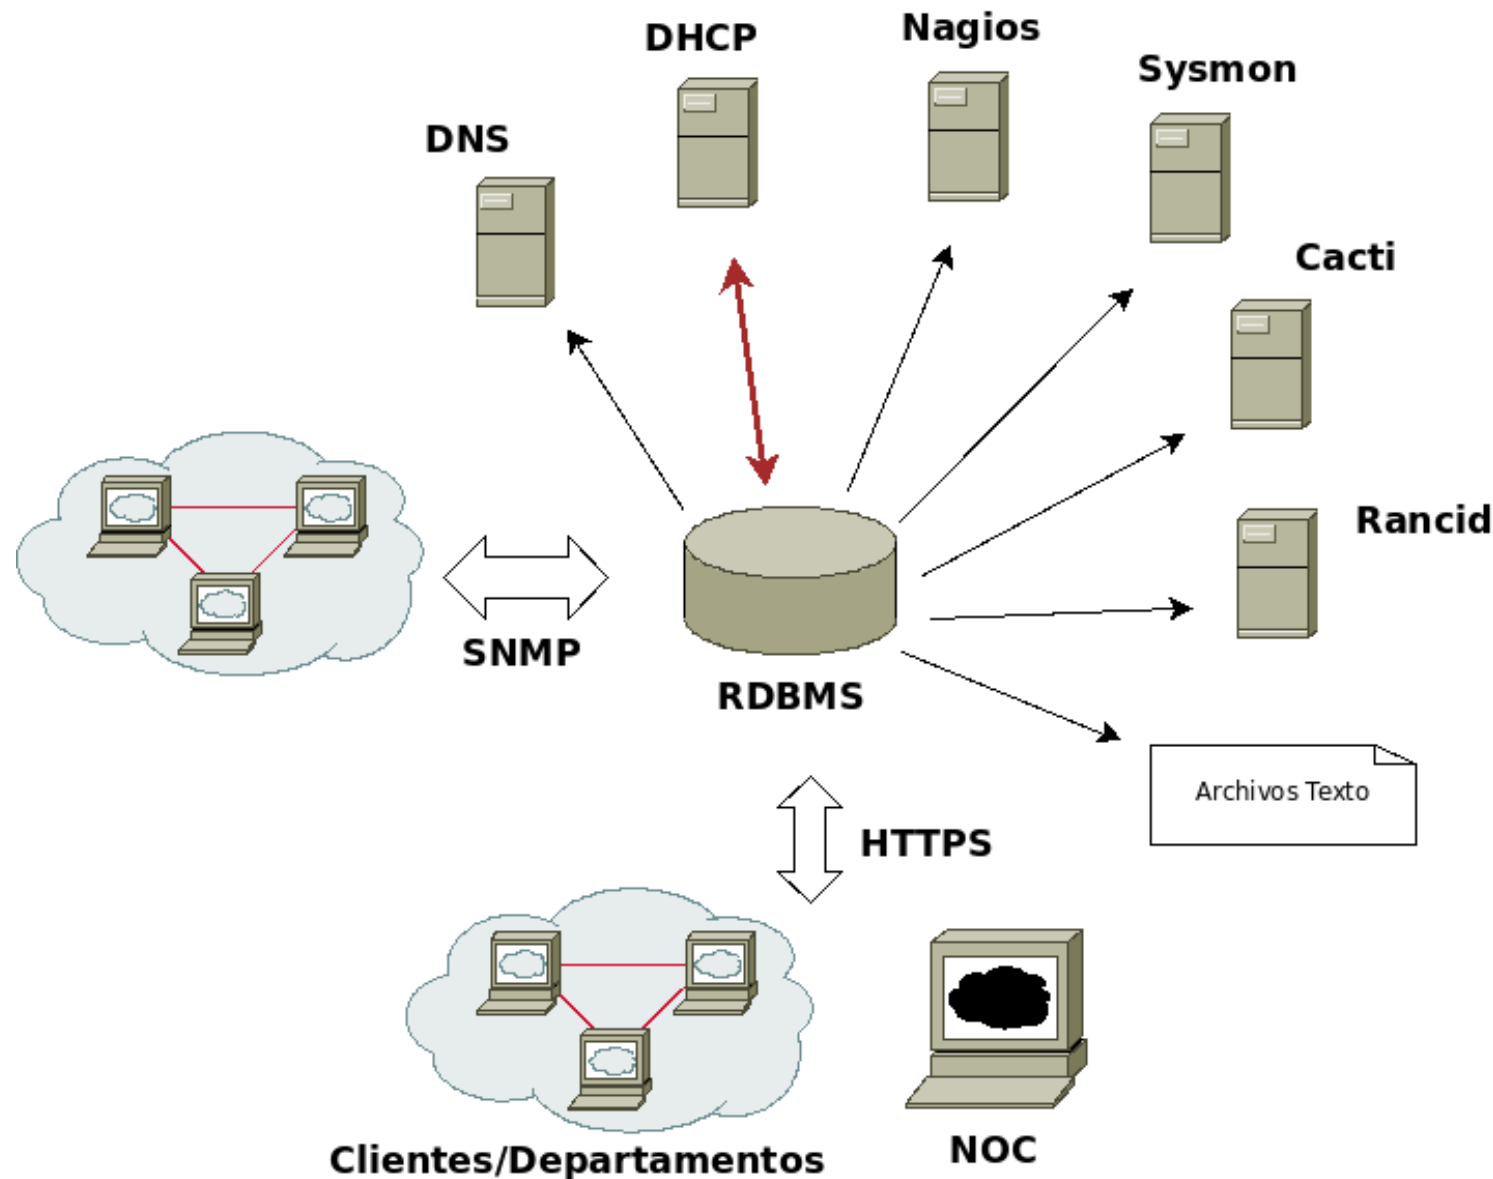 Nagios
DHCP
Sysmon
DNS
Cacti
Rancid
SNMP
RDBMS
Archivos Texto
HTTPS
NOC
Clientes/Departamentos